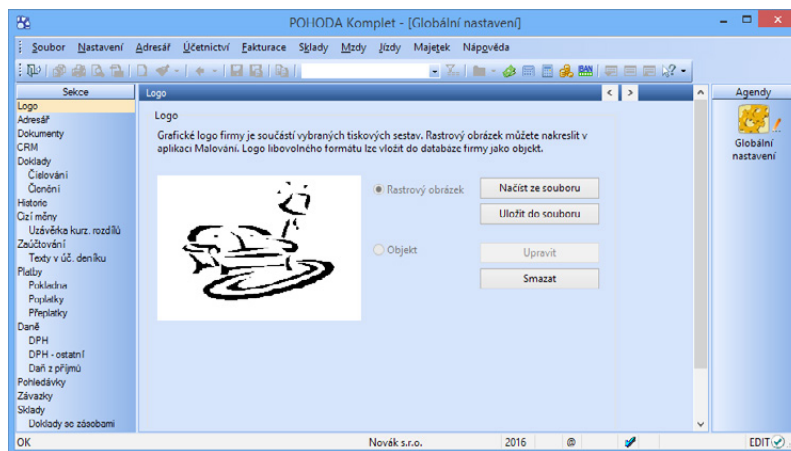 POHODA Komplet - [Globální nastavení]
Soubor Nastavení Adresář Účetnictví Fakturace Sklady Mzdy Jízdy Majetek Nápověda
Sekce
Logo
Adresář
Dokumenty
CRM
Doklady
Číslování
Členění
Historie
Cizí měny
Uzávěrka kurz. rozdílů
Zaúčtování
Texty v úč. deníku
Platby
Pokladna
Poplatky
Přeplatky
Daně
DPH
DPH - ostatní
Daň z příjmů
Pohledávky
Závazky
Sklady
Doklady se zásobami
Logo
Logo
Grafické logo firmy je součástí vybraných tiskových sestav. Rastrový obrázek můžete nakreslit v
aplikaci Malování. Logo libovolného formátu lze vložit do databáze firmy jako objekt.
Rastrový obrázek
Načíst ze souboru
Uložit do souboru
Objekt
Upravit
Smazat
Agendy
Globální
nastavení
OK Novák s.r.o. 2016 @ EDIT